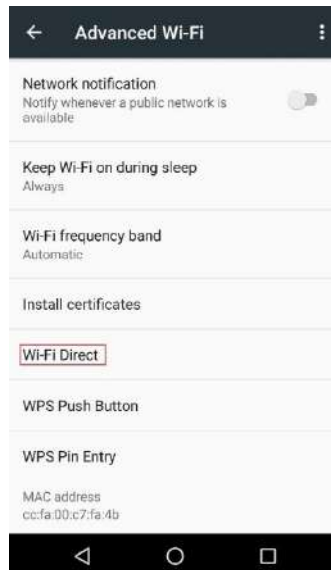 Advanced Wi-Fi
Network notification
Notify whenever a public network is
available
Keep Wi-Fi on during sleep
Always
Wi-Fi frequency band
Automatic
Install certificates
Wi-Fi Direct
WPS Push Button
WPS Pin Entry
MAC address
cc:fa:00:c7:fa:4b